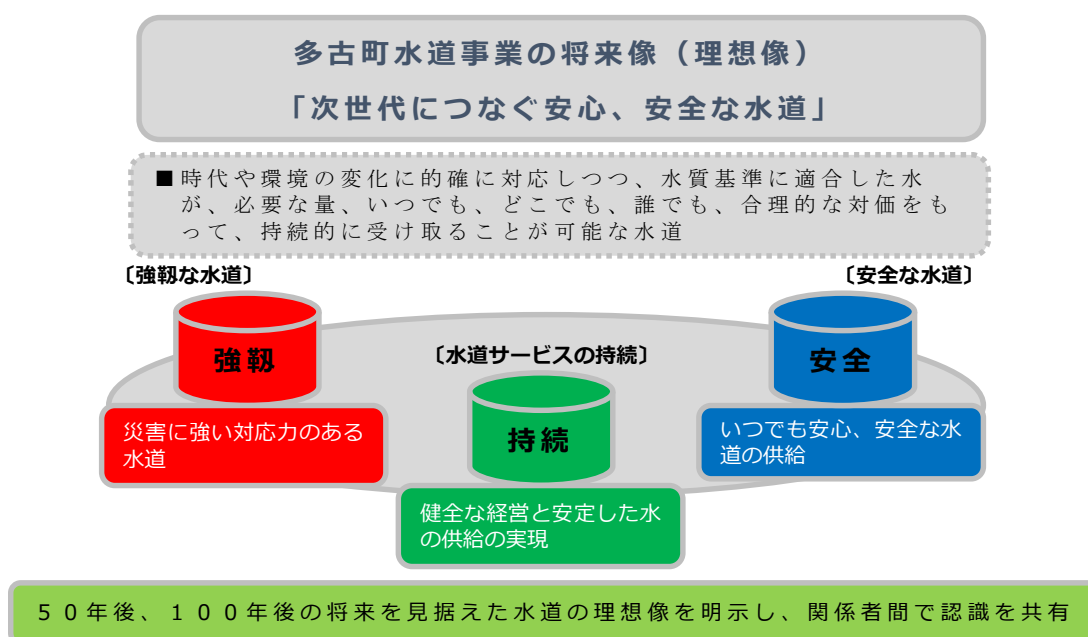 多古町水道事業の将来像（理想像）
「次世代につなぐ安心、安全な水道」
■時代や環境の変化に的確に対応しつつ、水質基準に適合した水
が、必要な量、いつでも、どこでも、誰でも、合理的な対価をも
って、持続的に受け取ることが可能な水道
〔強靱な水道〕
〔安全な水道〕
強靱
〔水道サービスの持続〕
安全
災害に強い対応力のある
水道
持続
いつでも安心、安全な水
道の供給
健全な経営と安定した水
の供給の実現
５０年後、１００年後の将来を見据えた水道の理想像を明示し、関係者間で認識を共有